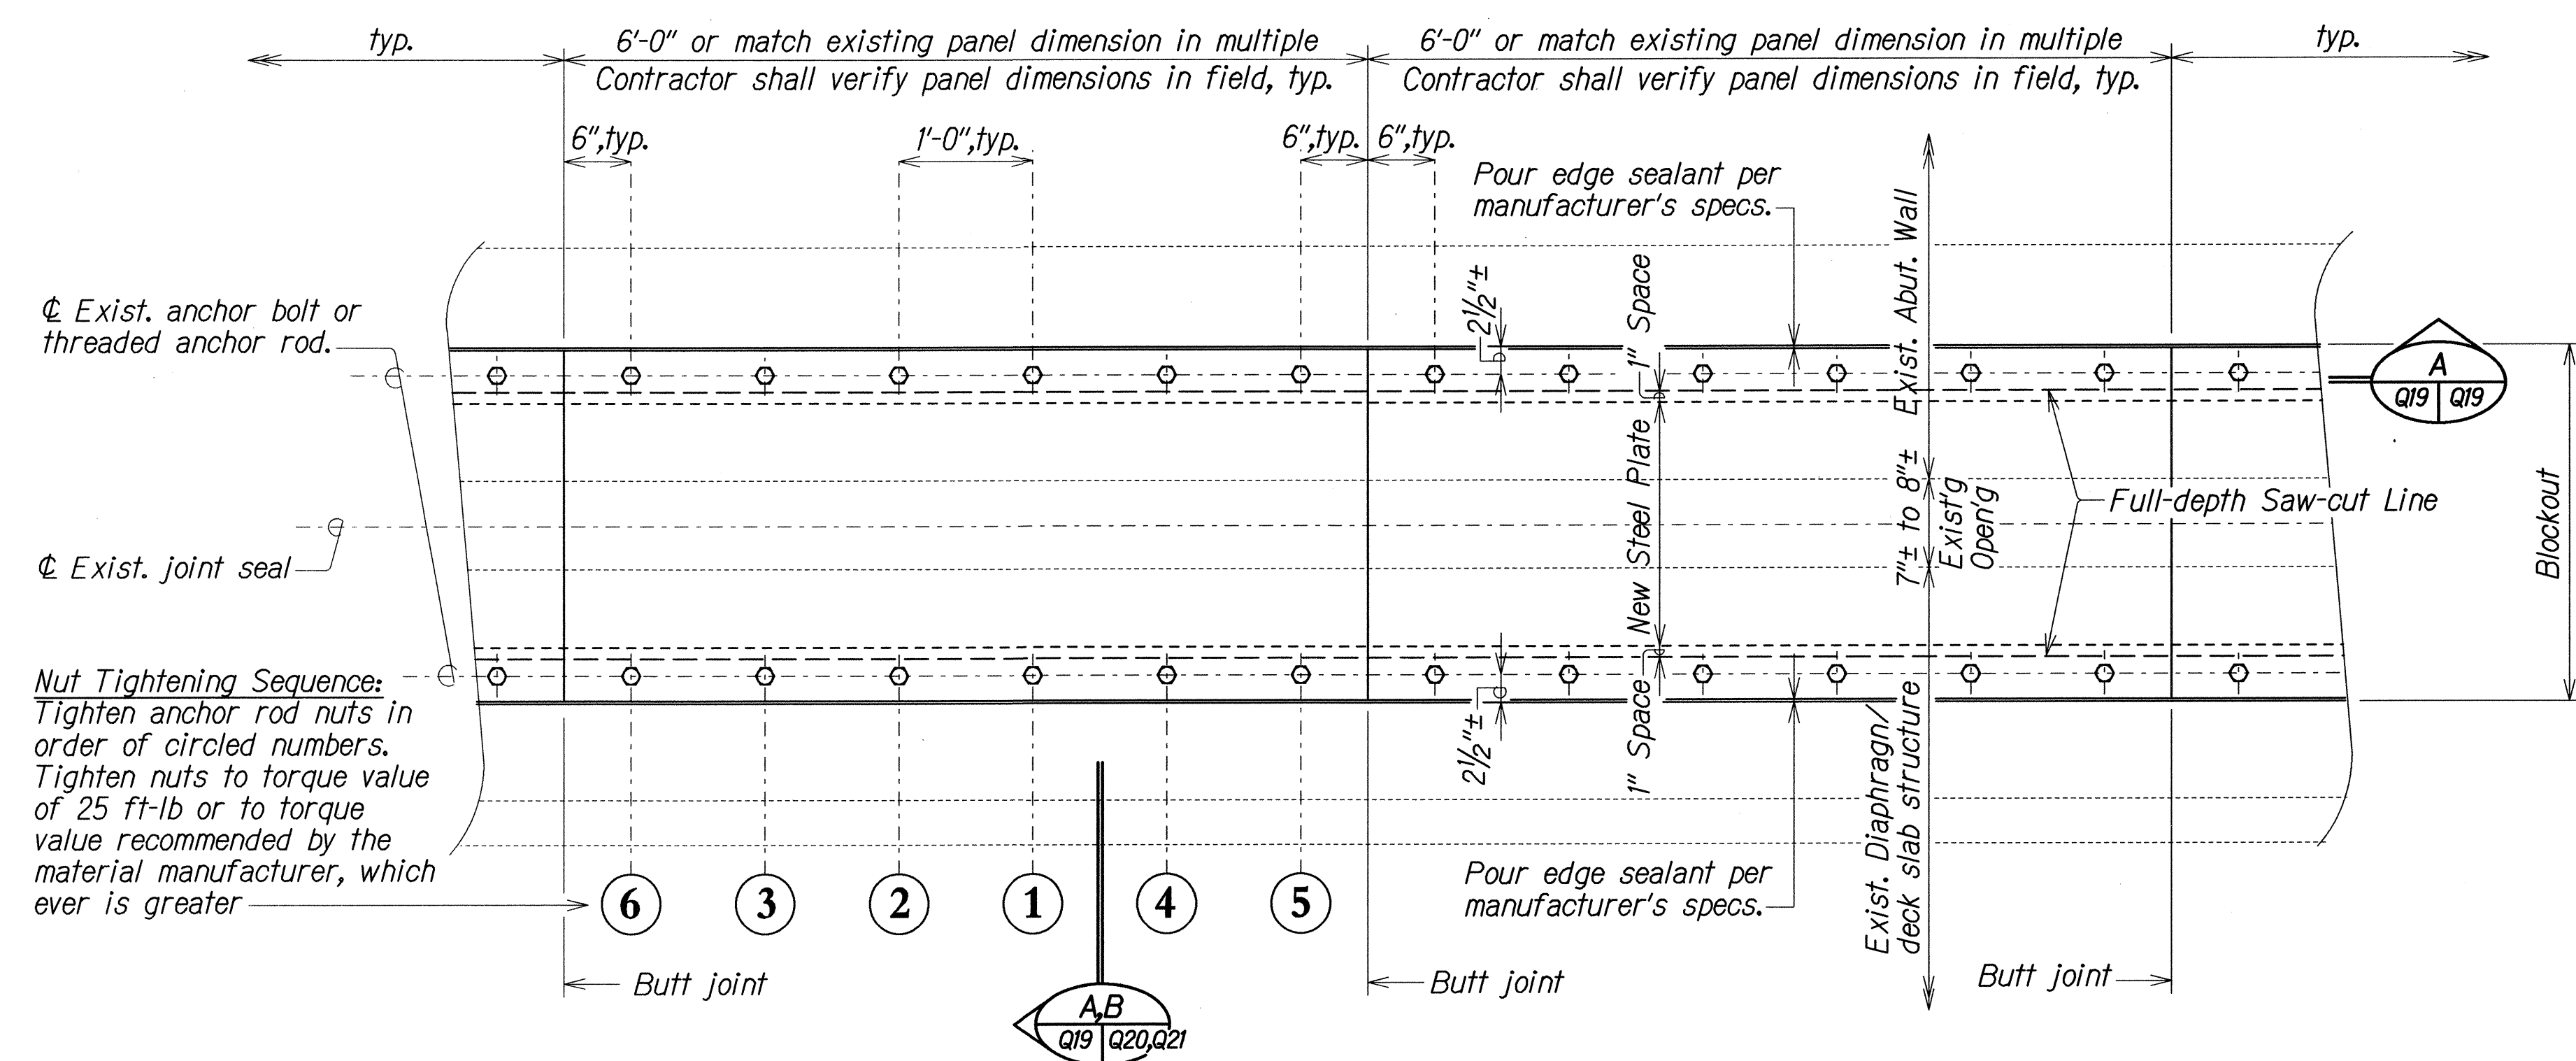 typ.
6'-0" or match existing panel dimension in multiple
Contractor shall verify panel dimensions in field, typ.
6'-0" or match existing panel dimension in multiple
Contractor shall verify panel dimensions in field, typ.
typ.
6",typ.
1'-0",typ.
6",typ.
6",typ.
Pour edge sealant per
manufacturer's specs.
℄ Exist. anchor bolt or
threaded anchor rod.
2½"±
1" Space
Exist. Abut. Wall
A
Q19
Q19
New Steel Plate
7"± to 8"±
Exist'g
Open'g
Full-depth Saw-cut Line
Blockout
℄ Exist. joint seal
Nut Tightening Sequence:
Tighten anchor rod nuts in
order of circled numbers.
Tighten nuts to torque value
of 25 ft-lb or to torque
value recommended by the
material manufacturer, which
ever is greater
2½"±
1" Space
Exist. Diaphragn/
deck slab structure
Pour edge sealant per
manufacturer's specs.
6
3
2
1
4
5
Butt joint
Butt joint
Butt joint
A,B
Q19
Q20,Q21